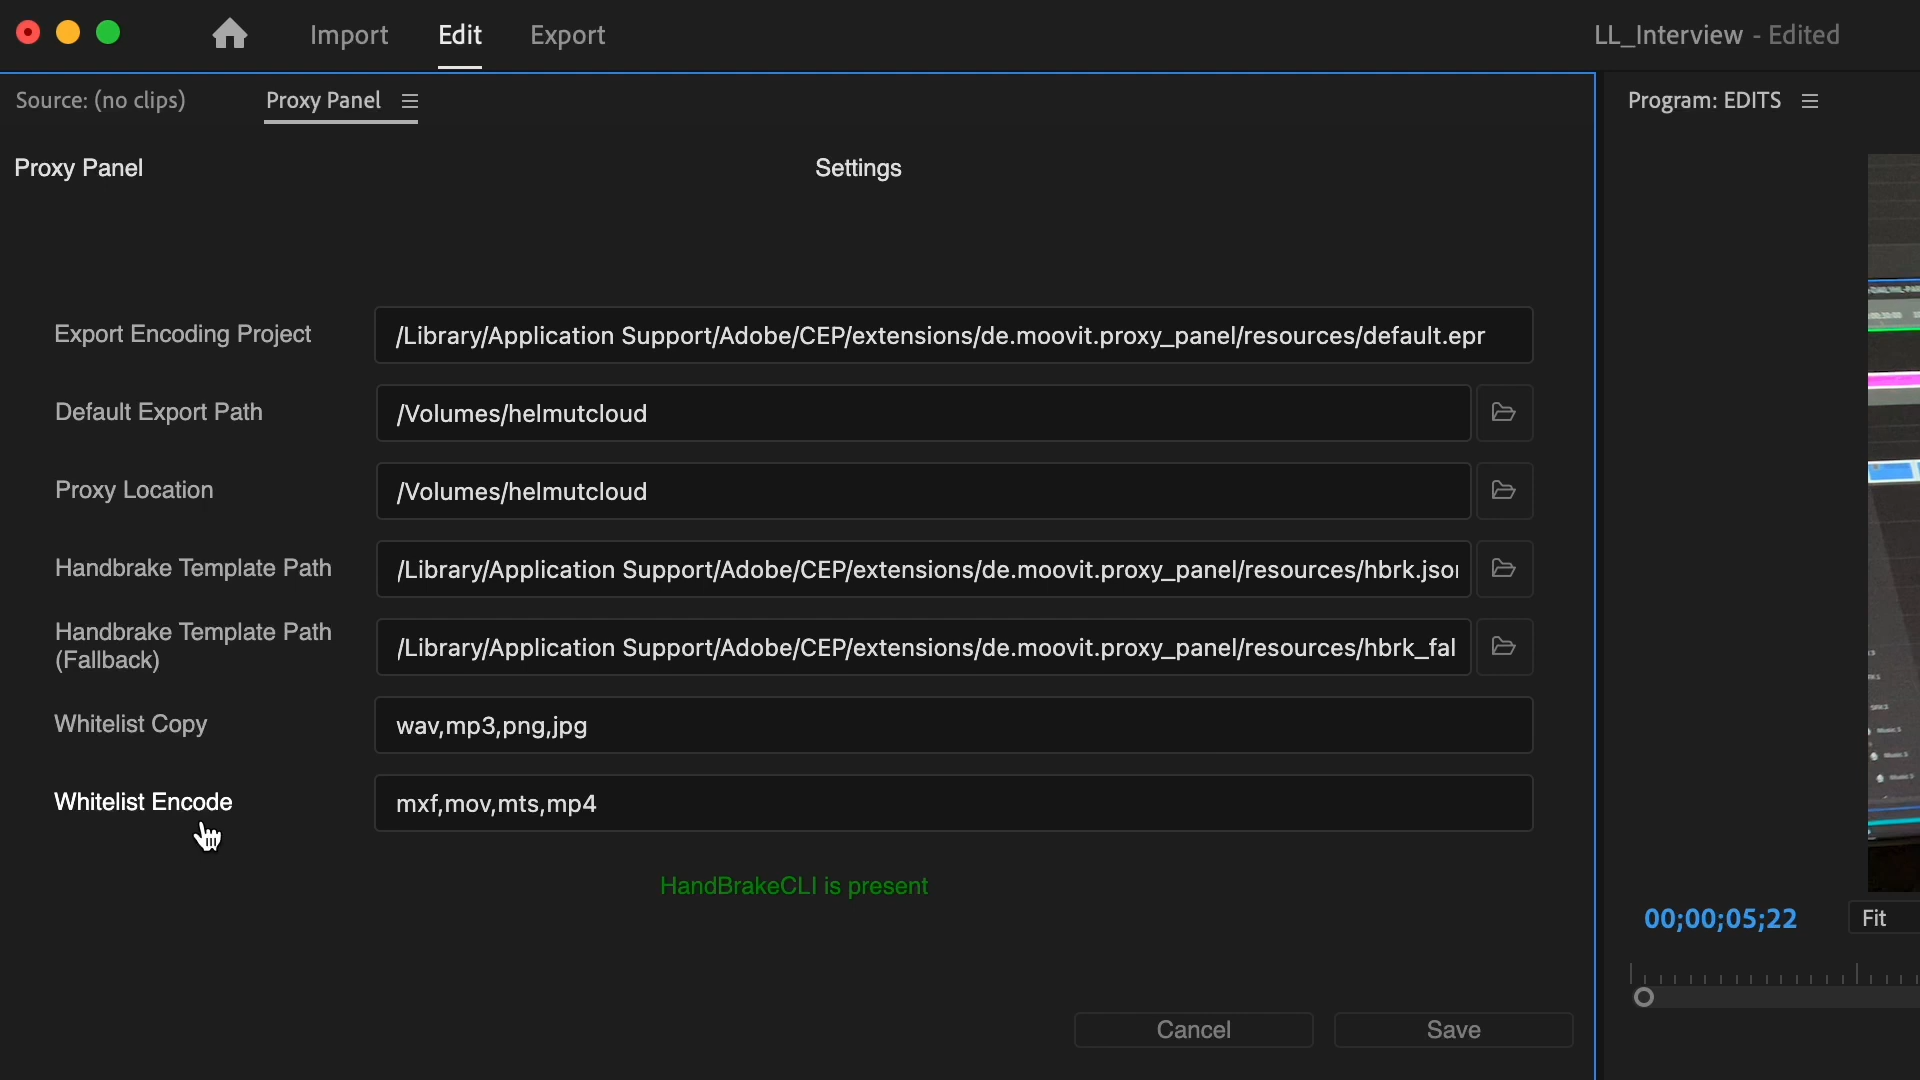 Import
Edit
Export
LL_Interview - Edited
Source: (no clips)
Proxy Panel
Program: EDITS
Proxy Panel
Settings
Export Encoding Project
/Library/Application Support/Adobe/CEP/extensions/de.moovit.proxy_panel/resources/default.epr
Default Export Path
/Volumes/helmutcloud
Proxy Location
/Volumes/helmutcloud
Handbrake Template Path
/Library/Application Support/Adobe/CEP/extensions/de.moovit.proxy_panel/resources/hbrk.jso
Handbrake Template Path
(Fallback)
/Library/Application Support/Adobe/CEP/extensions/de.moovit.proxy_panel/resources/hbrk_fal
Whitelist Copy
wav,mp3,png,jpg
Whitelist Encode
mxf,mov,mts,mp4
HandBrakeCLI is present
00;00;05;22
Fit
Cancel
Save